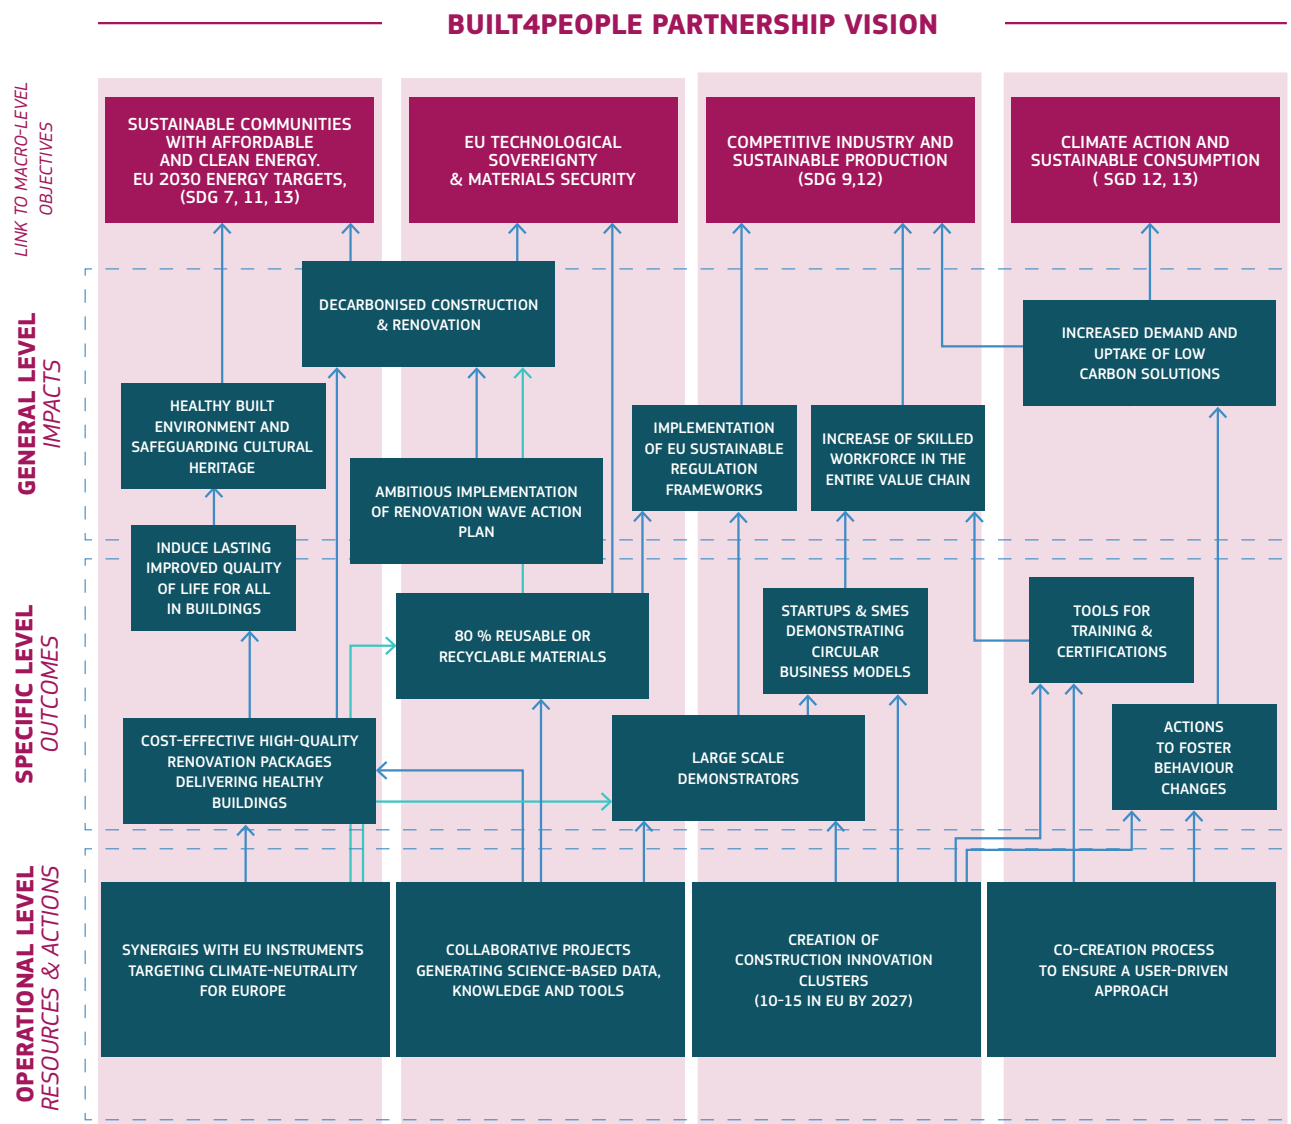 BUILT4PEOPLE PARTNERSHIP VISION
LINK TO MACRO-LEVEL
OBJECTIVES
SUSTAINABLE COMMUNITIES
WITH AFFORDABLE
AND CLEAN ENERGY.
EU 2030 ENERGY TARGETS,
(SDG 7, 11, 13)
EU TECHNOLOGICAL
SOVEREIGNTY
& MATERIALS SECURITY
COMPETITIVE INDUSTRY AND
SUSTAINABLE PRODUCTION
(SDG 9,12)
CLIMATE ACTION AND
SUSTAINABLE CONSUMPTION
( SGD 12, 13)
GENERAL LEVEL
IMPACTS
DECARBONISED CONSTRUCTION
& RENOVATION
INCREASED DEMAND AND
UPTAKE OF LOW
CARBON SOLUTIONS
HEALTHY BUILT
ENVIRONMENT AND
SAFEGUARDING CULTURAL
HERITAGE
AMBITIOUS IMPLEMENTATION
OF RENOVATION WAVE ACTION
PLAN
IMPLEMENTATION
OF EU SUSTAINABLE
REGULATION
FRAMEWORKS
INCREASE OF SKILLED
WORKFORCE IN THE
ENTIRE VALUE CHAIN
SPECIFIC LEVEL
OUTCOMES
INDUCE LASTING
IMPROVED QUALITY
OF LIFE FOR ALL
IN BUILDINGS
80 % REUSABLE OR
RECYCLABLE MATERIALS
STARTUPS & SMES
DEMONSTRATING
CIRCULAR
BUSINESS MODELS
TOOLS FOR
TRAINING &
CERTIFICATIONS
COST-EFFECTIVE HIGH-QUALITY
RENOVATION PACKAGES
DELIVERING HEALTHY
BUILDINGS
LARGE SCALE
DEMONSTRATORS
ACTIONS
TO FOSTER
BEHAVIOUR
CHANGES
OPERATIONAL LEVEL
RESOURCES & ACTIONS
SYNERGIES WITH EU INSTRUMENTS
TARGETING CLIMATE-NEUTRALITY
FOR EUROPE
COLLABORATIVE PROJECTS
GENERATING SCIENCE-BASED DATA,
KNOWLEDGE AND TOOLS
CREATION OF
CONSTRUCTION INNOVATION
CLUSTERS
(10-15 IN EU BY 2027)
CO-CREATION PROCESS
TO ENSURE A USER-DRIVEN
APPROACH